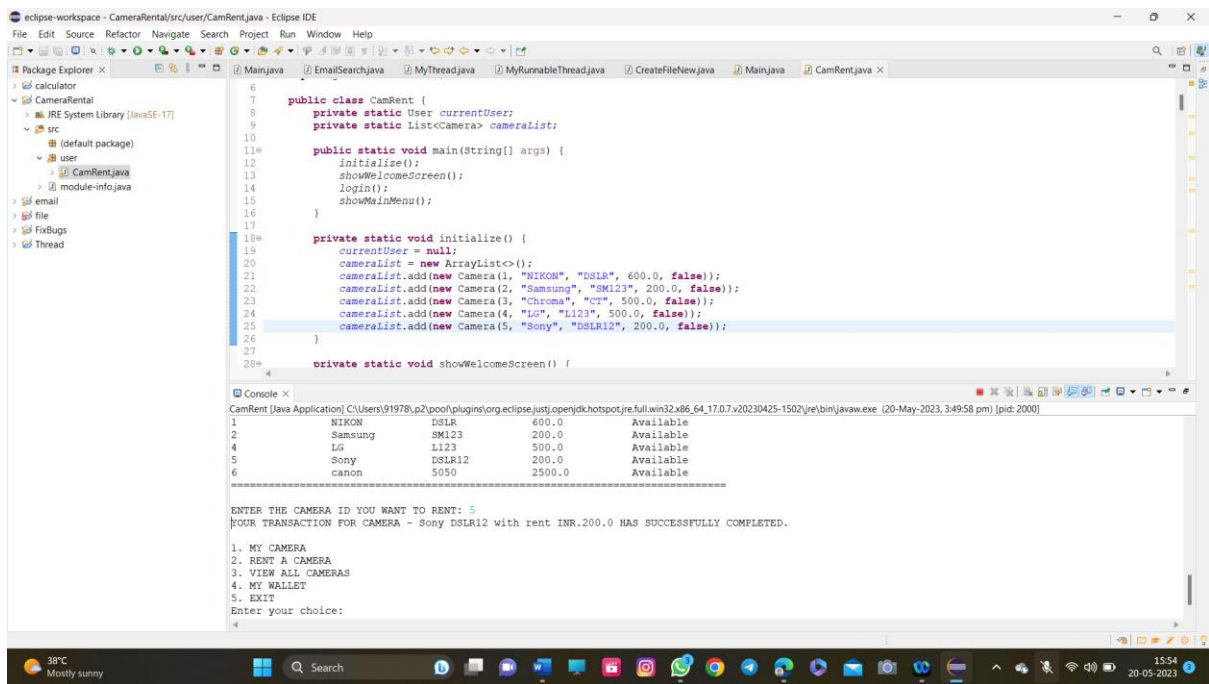 eclipse-workspace - CameraRental/src/user/CamRent.java - Eclipse IDE
File Edit Source Refactor Navigate Search Project Run Window Help
Package Explorer
calculator
CameraRental
JRE System Library [JavaSE-17]
src
(default package)
user
CamRent.java
module-info.java
email
file
FixBugs
Thread
Main.java EmailSearch.java MyThread.java MyRunnableThread.java CreateFileNew.java Main.java CamRent.java
6
7 public class CamRent {
8 private static User currentUser;
9 private static List<Camera> cameraList;
10
11 public static void main(String[] args) {
12 initialize();
13 showWelcomeScreen();
14 login();
15 showMainMenu();
16 }
17
18 private static void initialize() {
19 currentUser = null;
20 cameraList = new ArrayList<>();
21 cameraList.add(new Camera(1, "NIKON", "DSLR", 600.0, false));
22 cameraList.add(new Camera(2, "Samsung", "SM123", 200.0, false));
23 cameraList.add(new Camera(3, "Chroma", "CT", 500.0, false));
24 cameraList.add(new Camera(4, "LG", "L123", 500.0, false));
25 cameraList.add(new Camera(5, "Sony", "DSLR12", 200.0, false));
26 }
27
28 private static void showWelcomeScreen() {
Console
CamRent [Java Application] C:\Users\91978\.p2\pool\plugins\org.eclipse.justj.openjdk.hotspot.jre.full.win32.x86_64_17.0.7.v20230425-1502\jre\bin\javaw.exe (20-May-2023, 3:49:58 pm) [pid: 2000]
1 NIKON DSLR 600.0 Available
2 Samsung SM123 200.0 Available
4 LG L123 500.0 Available
5 Sony DSLR12 200.0 Available
6 canon 5050 2500.0 Available
================================================================================
ENTER THE CAMERA ID YOU WANT TO RENT: 5
YOUR TRANSACTION FOR CAMERA - Sony DSLR12 with rent INR.200.0 HAS SUCCESSFULLY COMPLETED.
1. MY CAMERA
2. RENT A CAMERA
3. VIEW ALL CAMERAS
4. MY WALLET
5. EXIT
Enter your choice:
38°C
Mostly sunny
Search
15:54
20-05-2023
3